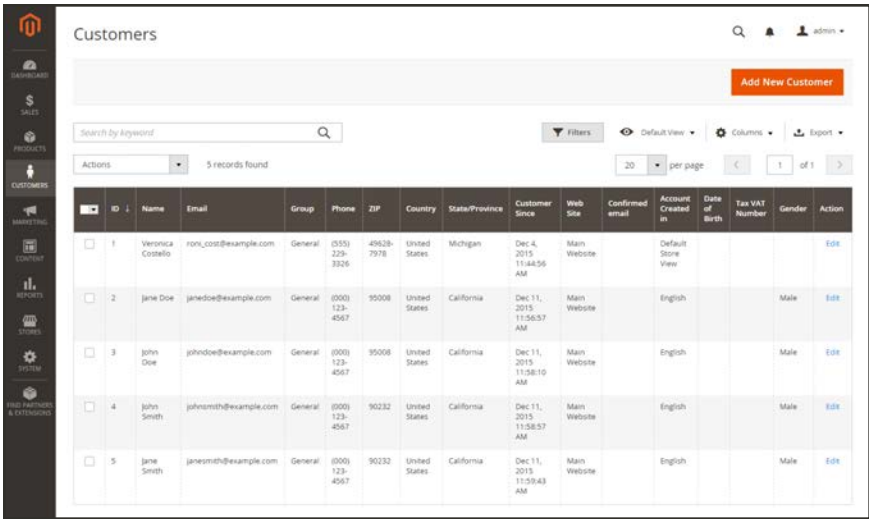 Customers
admin
DASHBOARD
SALES
PRODUCTS
CUSTOMERS
MARKETING
CONTENT
REPORTS
STORES
SYSTEM
FIND PARTNERS
& EXTENSIONS
Add New Customer
Search by keyword
Filters
Default View
Columns
Export
Actions
5 records found
20
per page
1
of 1
ID ↓ Name Email Group Phone ZIP Country State/Province Customer Since Web Site Confirmed email Account Created in Date of Birth Tax VAT Number Gender Action
1 Veronica Costello roni_cost@example.com General (555) 229-3326 49628-7978 United States Michigan Dec 4, 2015 11:44:56 AM Main Website Default Store View Edit
2 Jane Doe janedoe@example.com General (000) 123-4567 95008 United States California Dec 11, 2015 11:56:57 AM Main Website English Male Edit
3 John Doe johndoe@example.com General (000) 123-4567 95008 United States California Dec 11, 2015 11:58:10 AM Main Website English Male Edit
4 John Smith johnsmith@example.com General (000) 123-4567 90232 United States California Dec 11, 2015 11:58:57 AM Main Website English Male Edit
5 Jane Smith janesmith@example.com General (000) 123-4567 90232 United States California Dec 11, 2015 11:59:43 AM Main Website English Male Edit